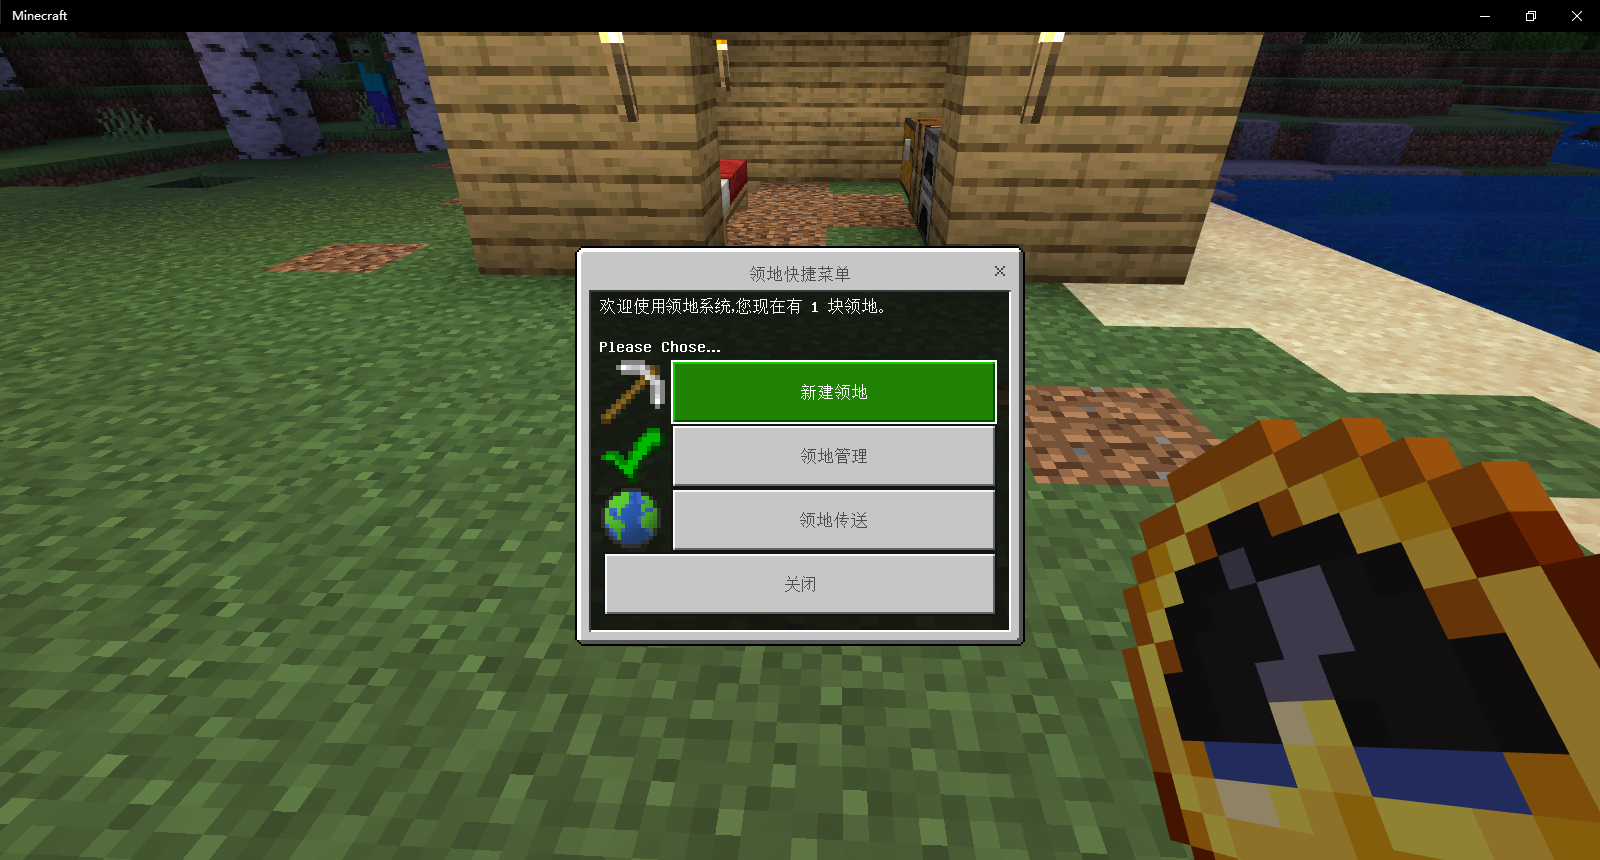 Minecraft
领地快捷菜单
欢迎使用领地系统,您现在有 1 块领地。
Please Chose...
新建领地
领地管理
领地传送
关闭